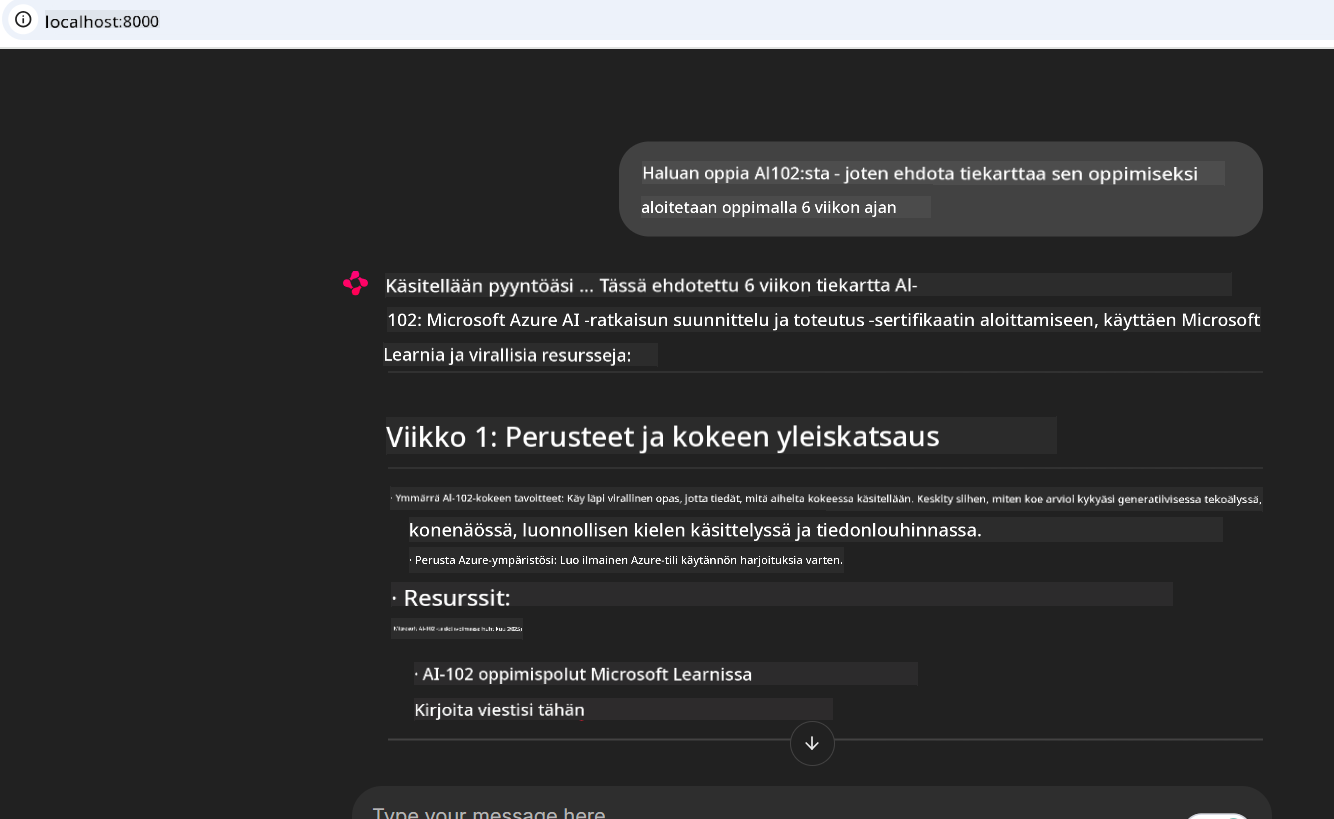 localhost:8000
Haluan oppia AI102:sta - joten ehdota tiekarttaa sen oppimiseksi
aloitetaan oppimalla 6 viikon ajan
Käsitellään pyyntöäsi ... Tässä ehdotettu 6 viikon tiekartta AI-
102: Microsoft Azure AI -ratkaisun suunnittelu ja toteutus -sertifikaatin aloittamiseen, käyttäen Microsoft
Learnia ja virallisia resursseja:
Viikko 1: Perusteet ja kokeen yleiskatsaus
· Ymmärrä AI-102-kokeen tavoitteet: Käy läpi virallinen opas, jotta tiedät, mitä aiheita kokeessa käsitellään. Keskity siihen, miten koe arvioi kykyäsi generatiivisessa tekoälyssä,
konenäössä, luonnollisen kielen käsittelyssä ja tiedonlouhinnassa.
· Perusta Azure-ympäristösi: Luo ilmainen Azure-tili käytännön harjoituksia varten.
· Resurssit:
· AI-102 oppimispolut Microsoft Learnissa
Kirjoita viestisi tähän
Type your message here